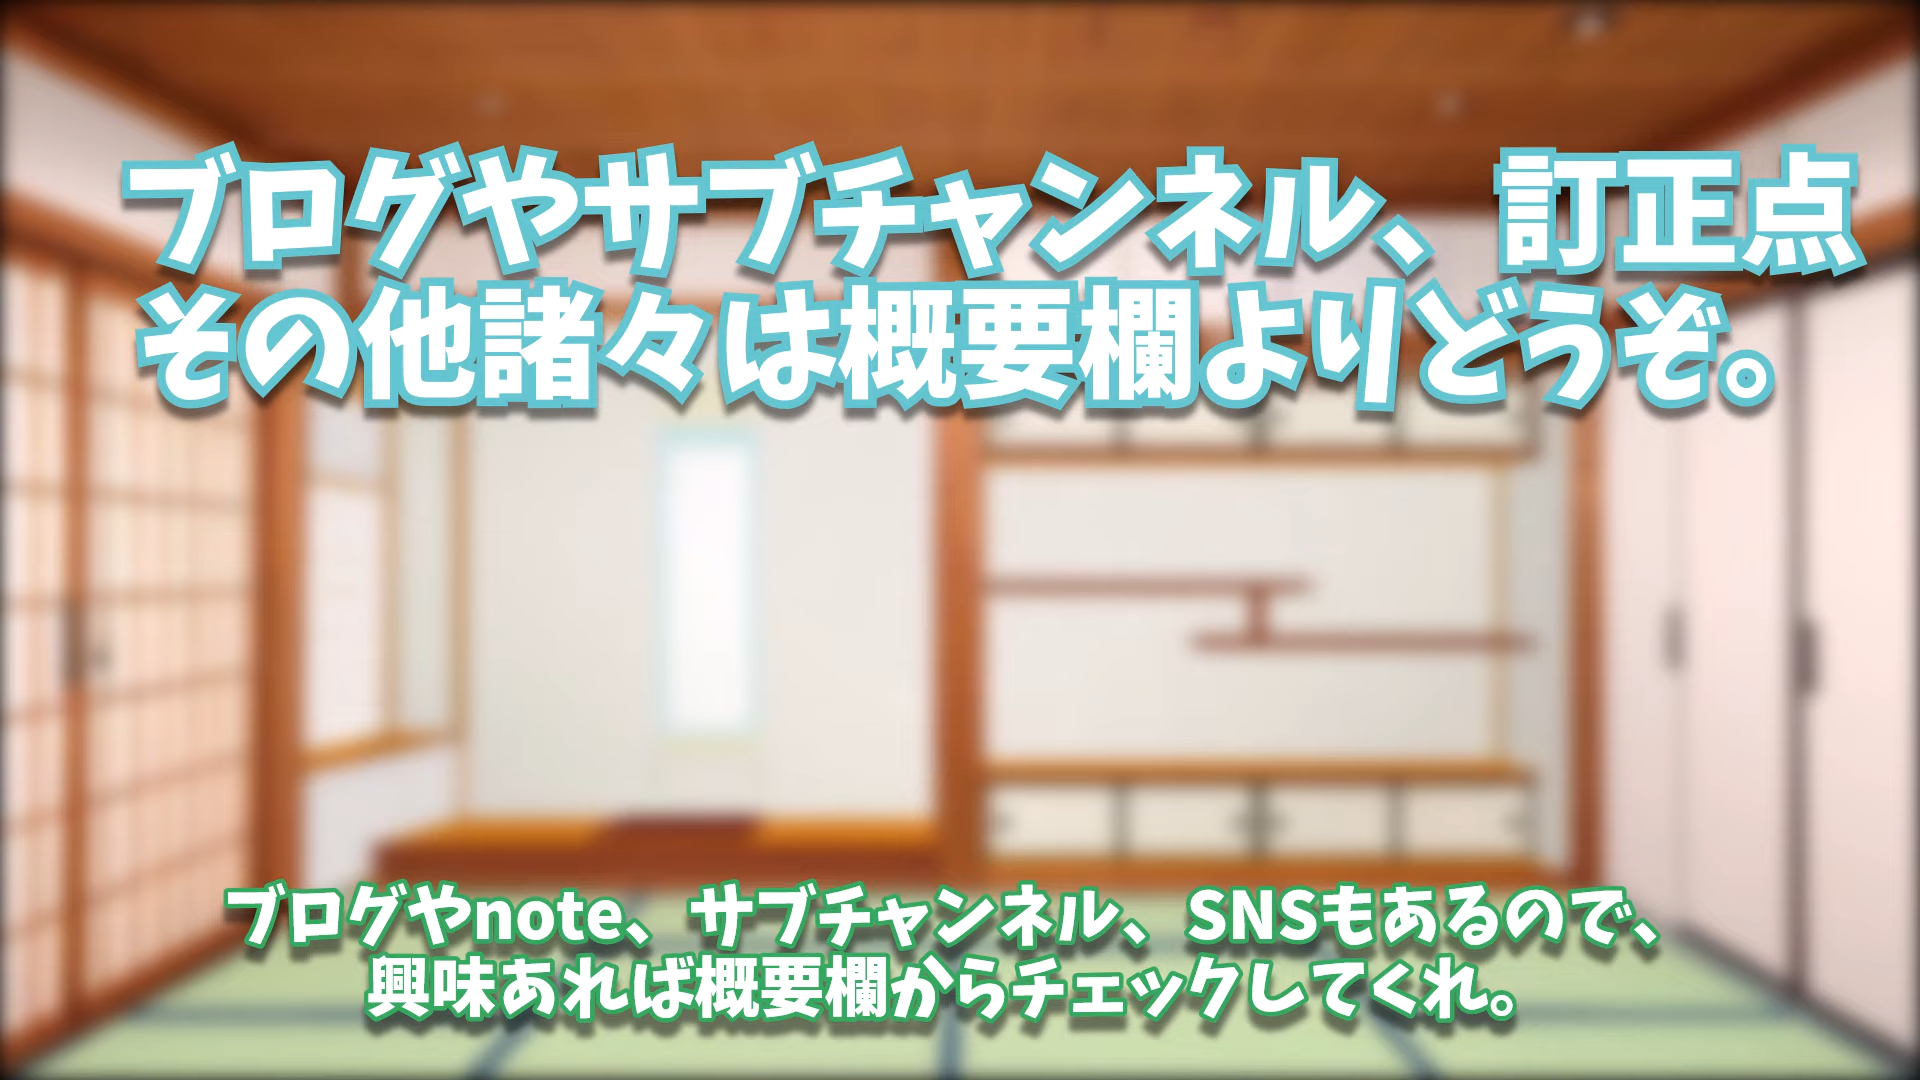 ブログやサブチャンネル、訂正点
その他諸々は概要欄よりどうぞ。
ブログやnote、サブチャンネル、SNSもあるので、
興味あれば概要欄からチェックしてくれ。